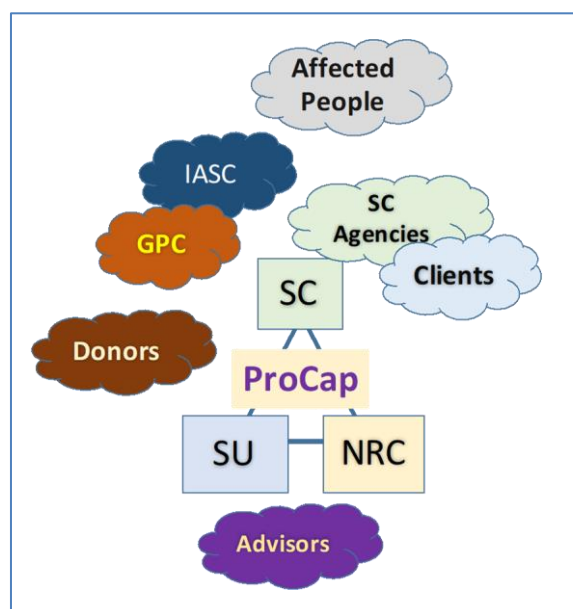 Affected
People
IASC
SC
Agencies
GPC
Clients
SC
Donors
ProCap
SU
NRC
Advisors